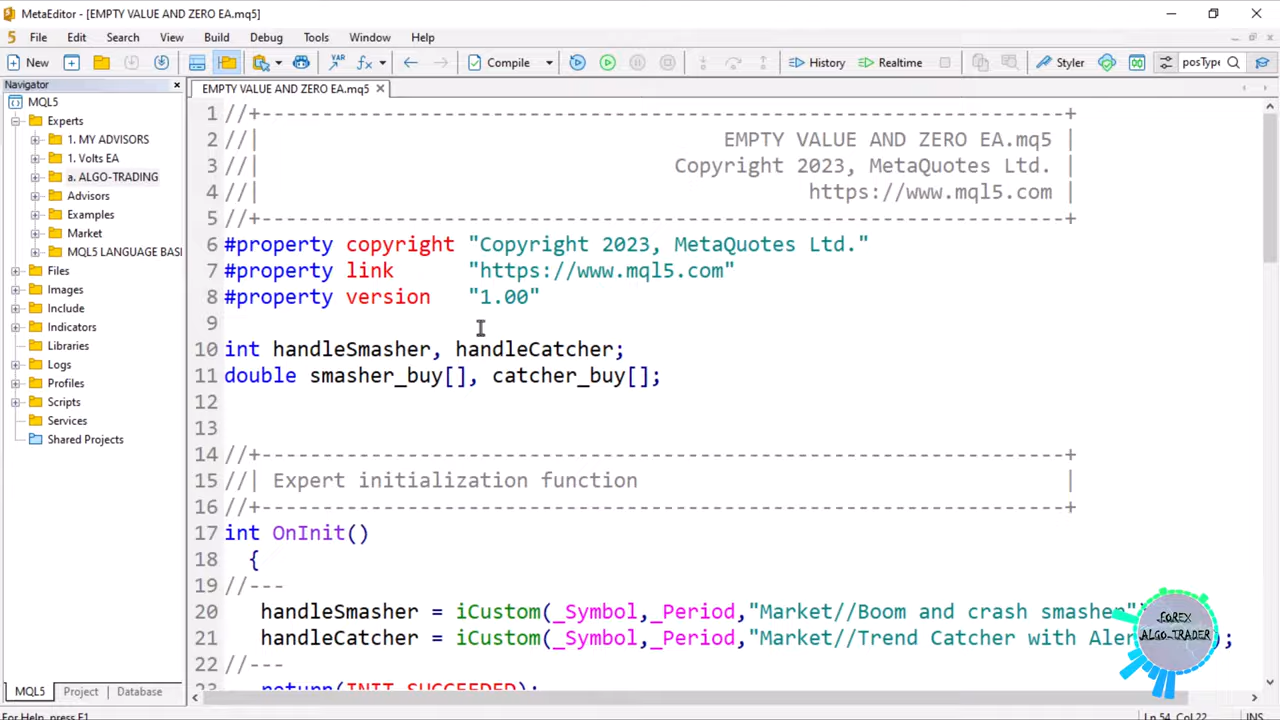 MetaEditor - [EMPTY VALUE AND ZERO EA.mq5]
5 File Edit Search View Build Debug Tools Window Help
New VAR fx Compile History Realtime Styler posType
Navigator
EMPTY VALUE AND ZERO EA.mq5
MQL5
Experts
1. MY ADVISORS
1. Volts EA
a. ALGO-TRADING
Advisors
Examples
Market
MQL5 LANGUAGE BASI
Files
Images
Include
Indicators
Libraries
Logs
Profiles
Scripts
Services
Shared Projects
MQL5 Project Database
1 //+------------------------------------------------------------------+
2 //| EMPTY VALUE AND ZERO EA.mq5 |
3 //| Copyright 2023, MetaQuotes Ltd. |
4 //| https://www.mql5.com |
5 //+------------------------------------------------------------------+
6 #property copyright "Copyright 2023, MetaQuotes Ltd."
7 #property link "https://www.mql5.com"
8 #property version "1.00"
9
10 int handleSmasher, handleCatcher;
11 double smasher_buy[], catcher_buy[];
12
13
14 //+------------------------------------------------------------------+
15 //| Expert initialization function |
16 //+------------------------------------------------------------------+
17 int OnInit()
18 {
19 //---
20 handleSmasher = iCustom(_Symbol,_Period,"Market//Boom and crash smasher"
21 handleCatcher = iCustom(_Symbol,_Period,"Market//Trend Catcher with Aler );
22 //---
23 return(INIT_SUCCEEDED);
FOREX
ALGO-TRADER
For Help, press F1 Ln 54, Col 22 INS